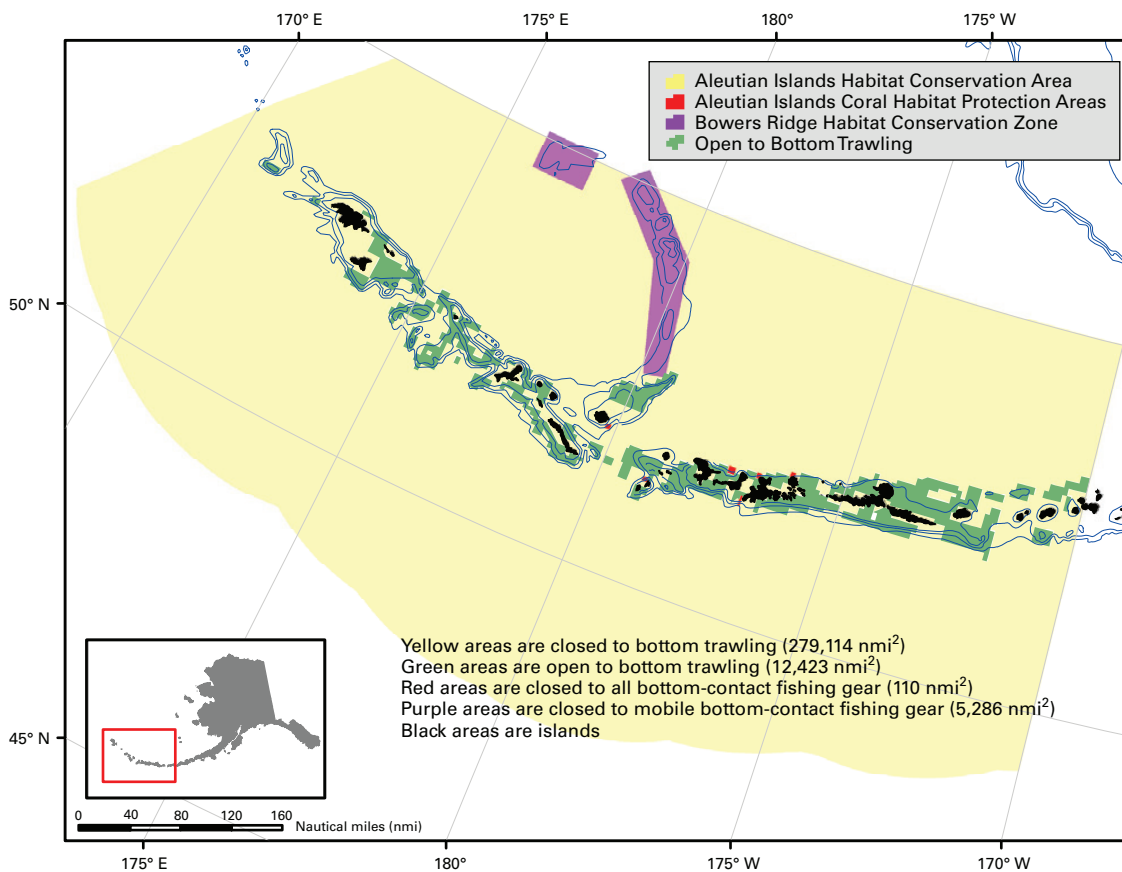 170° E
175° E
180°
175° W
Aleutian Islands Habitat Conservation Area
Aleutian Islands Coral Habitat Protection Areas
Bowers Ridge Habitat Conservation Zone
Open to Bottom Trawling
50° N
45° N
Yellow areas are closed to bottom trawling (279,114 nmi²)
Green areas are open to bottom trawling (12,423 nmi²)
Red areas are closed to all bottom-contact fishing gear (110 nmi²)
Purple areas are closed to mobile bottom-contact fishing gear (5,286 nmi²)
Black areas are islands
0 40 80 120 160 Nautical miles (nmi)
175° E
180°
175° W
170° W